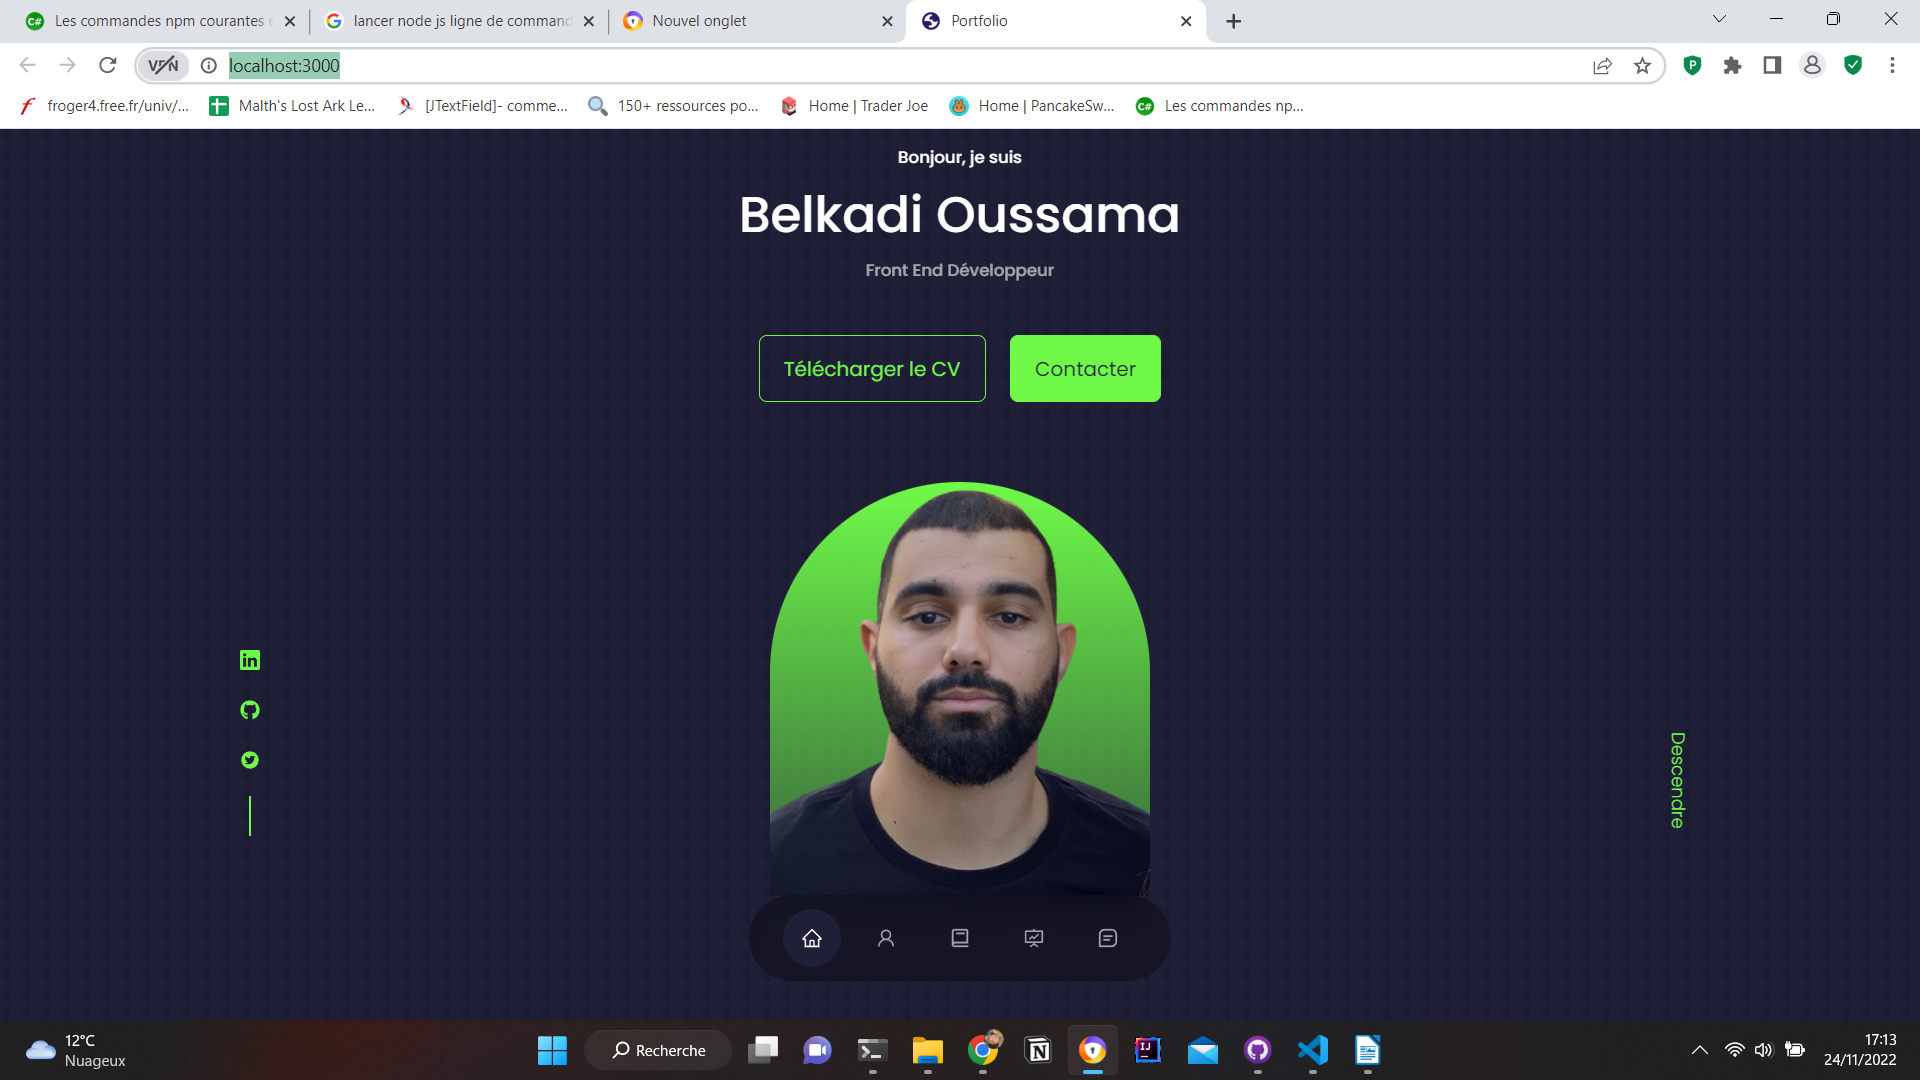 Les commandes npm courantes e
lancer node js ligne de command
Nouvel onglet
Portfolio
VPN
localhost:3000
froger4.free.fr/univ/...
Malth's Lost Ark Le...
[JTextField]- comme...
150+ ressources po...
Home | Trader Joe
Home | PancakeSw...
Les commandes np...
Bonjour, je suis
Belkadi Oussama
Front End Développeur
Télécharger le CV
Contacter
Descendre
12°C
Nuageux
Recherche
17:13
24/11/2022